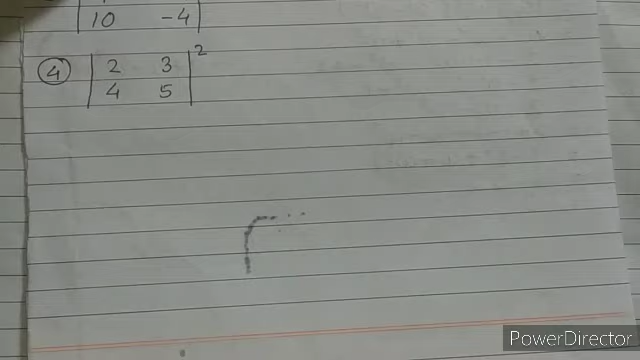 10 -4
④ | 2 3 |²
| 4 5 |
PowerDirector